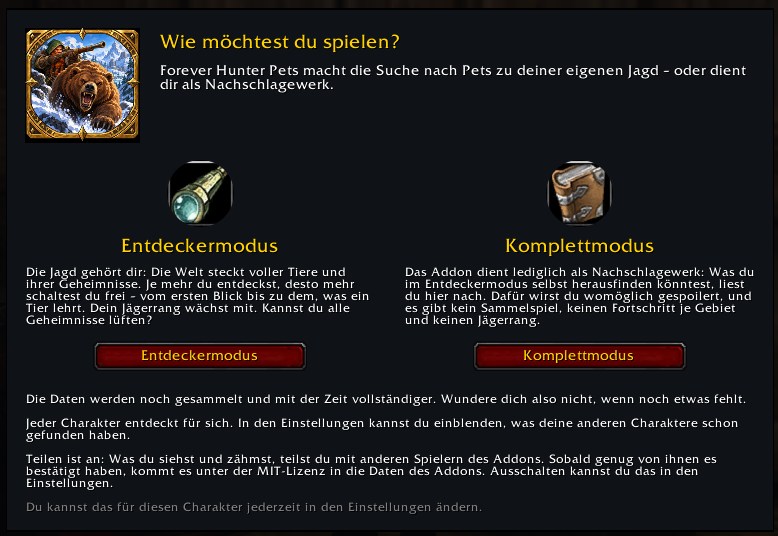 Wie möchtest du spielen?
Forever Hunter Pets macht die Suche nach Pets zu deiner eigenen Jagd - oder dient
dir als Nachschlagewerk.
Entdeckermodus
Die Jagd gehört dir: Die Welt steckt voller Tiere und
ihrer Geheimnisse. Je mehr du entdeckst, desto mehr
schaltest du frei - vom ersten Blick bis zu dem, was ein
Tier lehrt. Dein Jägerrang wächst mit. Kannst du alle
Geheimnisse lüften?
Entdeckermodus
Komplettmodus
Das Addon dient lediglich als Nachschlagewerk: Was du
im Entdeckermodus selbst herausfinden könntest, liest
du hier nach. Dafür wirst du womöglich gespoilert, und
es gibt kein Sammelspiel, keinen Fortschritt je Gebiet
und keinen Jägerrang.
Komplettmodus
Die Daten werden noch gesammelt und mit der Zeit vollständiger. Wundere dich also nicht, wenn noch etwas fehlt.
Jeder Charakter entdeckt für sich. In den Einstellungen kannst du einblenden, was deine anderen Charaktere schon
gefunden haben.
Teilen ist an: Was du siehst und zähmst, teilst du mit anderen Spielern des Addons. Sobald genug von ihnen es
bestätigt haben, kommt es unter der MIT-Lizenz in die Daten des Addons. Ausschalten kannst du das in den
Einstellungen.
Du kannst das für diesen Charakter jederzeit in den Einstellungen ändern.